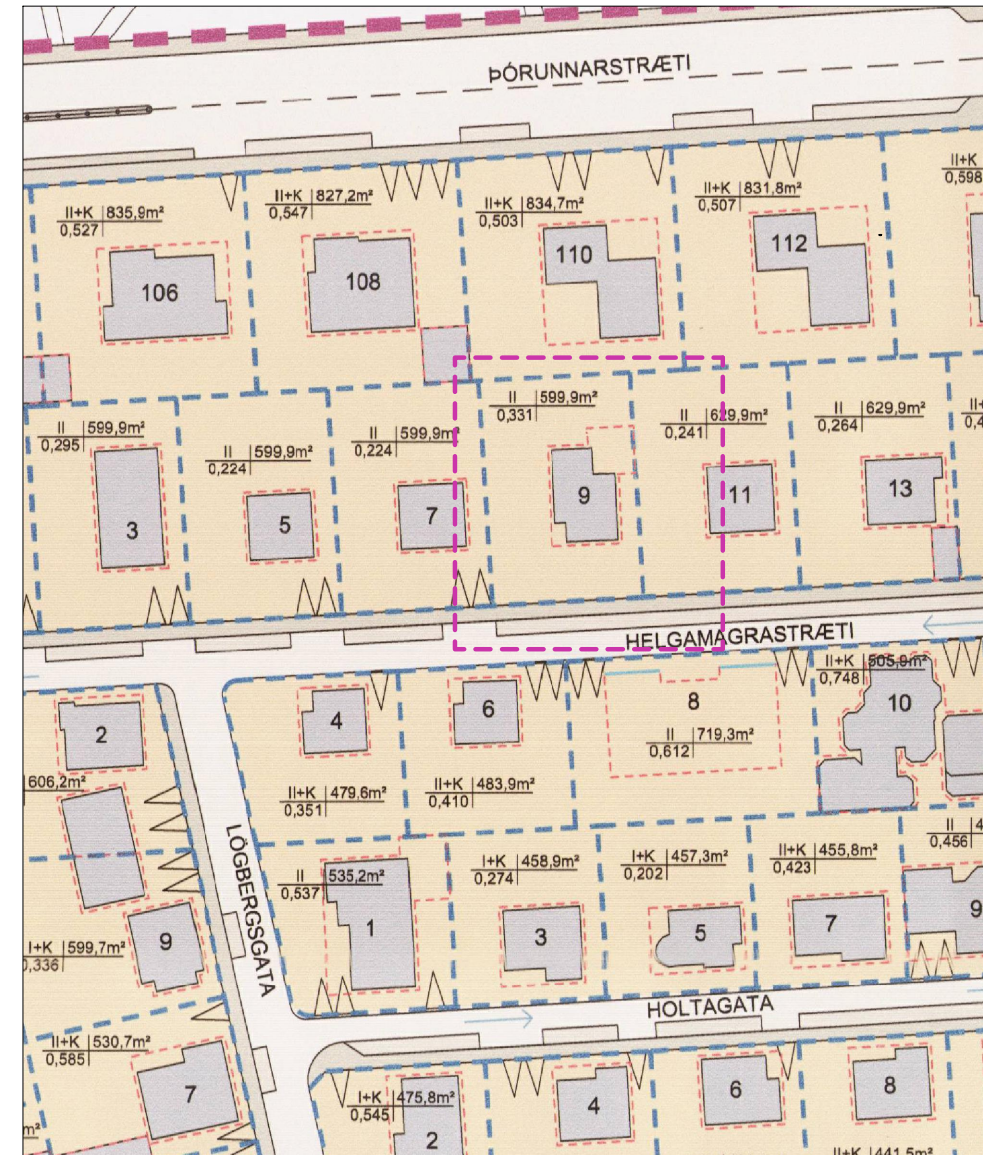 ÞÓRUNNARSTRÆTI
II+K 835,9m²
0,527
106
II+K 827,2m²
0,547
108
II+K 834,7m²
0,503
110
II+K 831,8m²
0,507
112
II+K
0,598
II 599,9m²
0,295
3
II 599,9m²
0,224
5
II 599,9m²
0,224
7
II 599,9m²
0,331
9
II 629,9m²
0,241
11
II 629,9m²
0,264
13
HELGAMAGRASTRÆTI
2
606,2m²
4
II+K 479,6m²
0,351
6
II+K 483,9m²
0,410
8
II 719,3m²
0,612
II+K 505,9m²
0,748
10
LÖGBERGSGATA
II 535,2m²
0,537
1
I+K 458,9m²
0,274
3
I+K 457,3m²
0,202
5
II+K 455,8m²
0,423
7
II
0,456
9
9
I+K 599,7m²
0,336
HOLTAGATA
II+K 530,7m²
0,585
7
I+K 475,8m²
0,545
2
4
6
8
II+K 441,5m²
m²